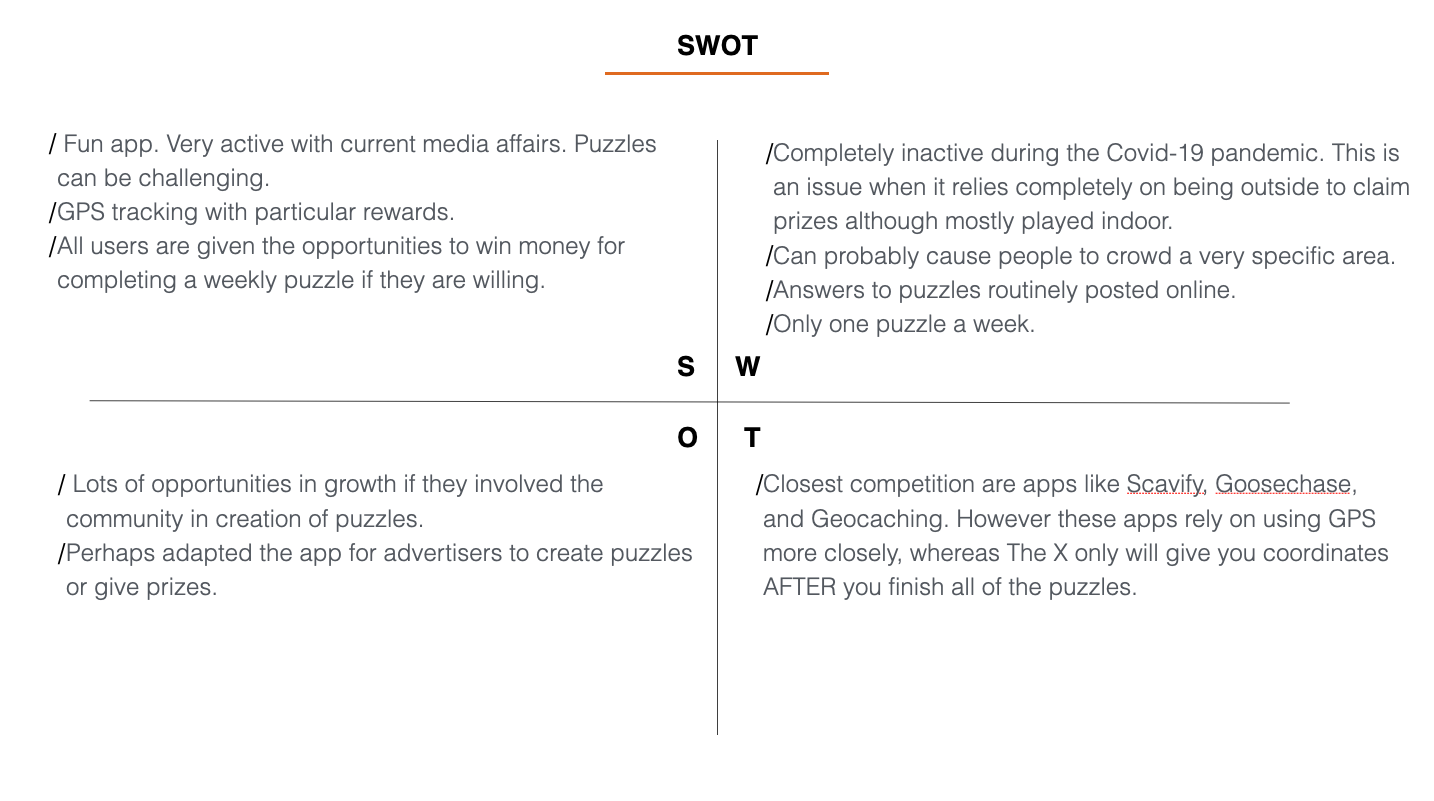 SWOT
/ Fun app. Very active with current media affairs. Puzzles
can be challenging.
/GPS tracking with particular rewards.
/All users are given the opportunities to win money for
completing a weekly puzzle if they are willing.
/Completely inactive during the Covid-19 pandemic. This is
an issue when it relies completely on being outside to claim
prizes although mostly played indoor.
/Can probably cause people to crowd a very specific area.
/Answers to puzzles routinely posted online.
/Only one puzzle a week.
S
W
O
T
/ Lots of opportunities in growth if they involved the
community in creation of puzzles.
/Perhaps adapted the app for advertisers to create puzzles
or give prizes.
/Closest competition are apps like Scavify, Goosechase,
and Geocaching. However these apps rely on using GPS
more closely, whereas The X only will give you coordinates
AFTER you finish all of the puzzles.